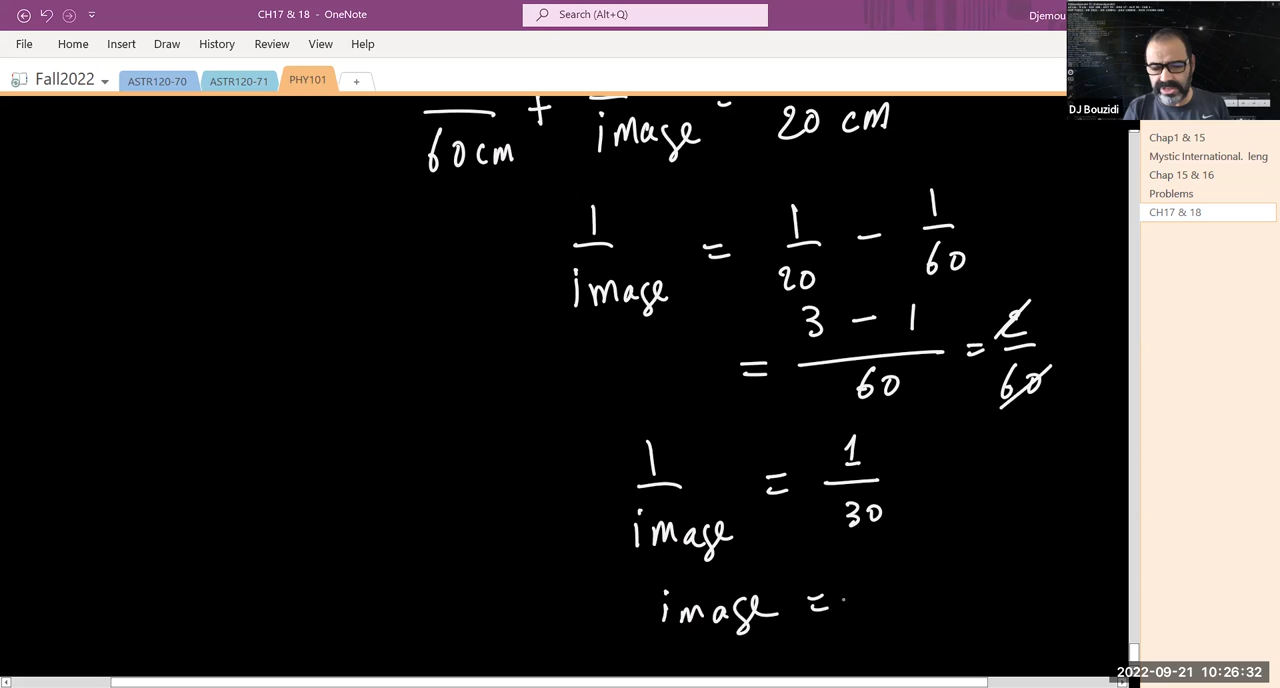 CH17 & 18 - OneNote
Search (Alt+Q)
Djemou
File Home Insert Draw History Review View Help
Fall2022 ASTR120-70 ASTR120-71 PHY101 +
DJ Bouzidi
Chap1 & 15
Mystic International. leng
Chap 15 & 16
Problems
CH17 & 18
+ =
60 cm image 20 cm
1 = 1 - 1
image 20 60
= 3 - 1 = 2
60 60
1 = 1
image 30
image =
2022-09-21 10:26:32